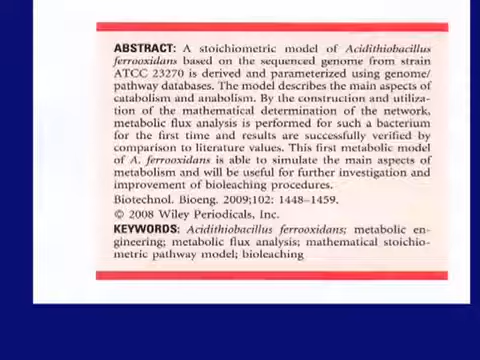 ABSTRACT: A stoichiometric model of Acidithiobacillus
ferrooxidans based on the sequenced genome from strain
ATCC 23270 is derived and parameterized using genome/
pathway databases. The model describes the main aspects of
catabolism and anabolism. By the construction and utiliza-
tion of the mathematical determination of the network,
metabolic flux analysis is performed for such a bacterium
for the first time and results are successfully verified by
comparison to literature values. This first metabolic model
of A. ferrooxidans is able to simulate the main aspects of
metabolism and will be useful for further investigation and
improvement of bioleaching procedures.
Biotechnol. Bioeng. 2009;102: 1448–1459.
© 2008 Wiley Periodicals, Inc.
KEYWORDS: Acidithiobacillus ferrooxidans; metabolic en-
gineering; metabolic flux analysis; mathematical stoichio-
metric pathway model; bioleaching